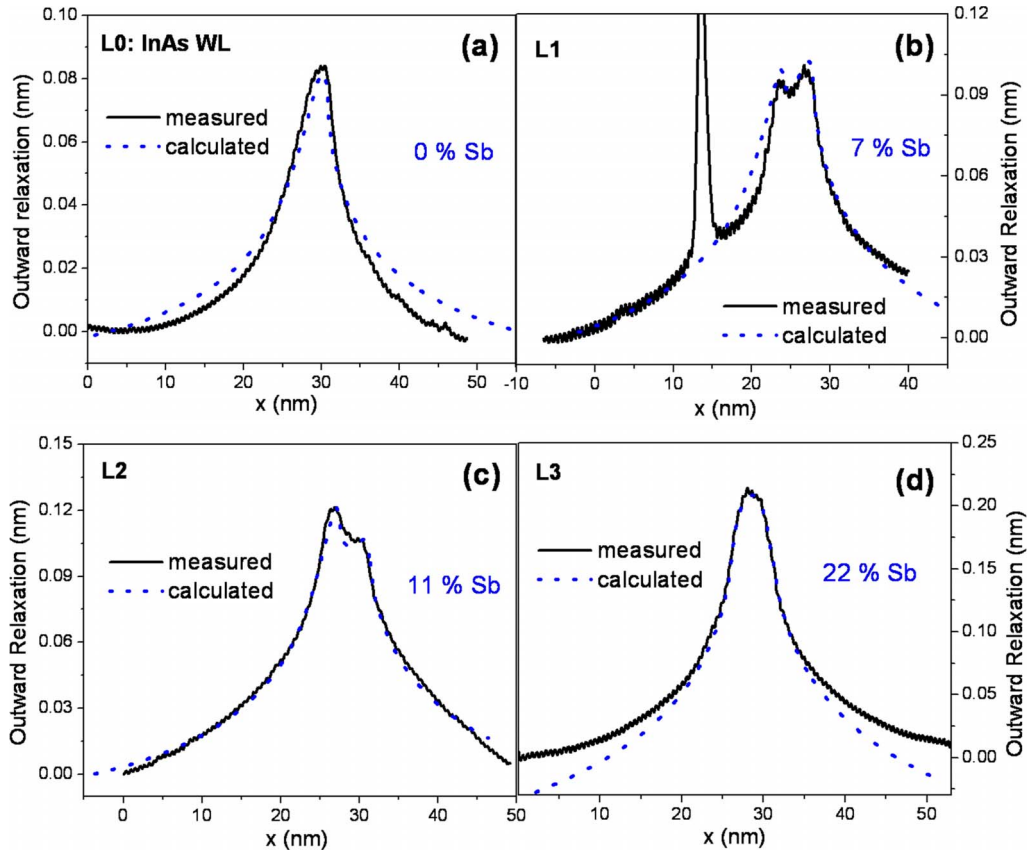 L0: InAs WL
(a)
measured
calculated
0 % Sb
Outward relaxation (nm)
0.10
0.08
0.06
0.04
0.02
0.00
0 10 20 30 40 50
x (nm)
L1
(b)
7 % Sb
measured
calculated
Outward Relaxation (nm)
0.12
0.09
0.06
0.03
0.00
-10 0 10 20 30 40
x (nm)
L2
(c)
measured
calculated
11 % Sb
Outward Relaxation (nm)
0.15
0.12
0.09
0.06
0.03
0.00
0 10 20 30 40 50
x (nm)
L3
(d)
measured
calculated
22 % Sb
Outward Relaxation (nm)
0.25
0.20
0.15
0.10
0.05
0.00
10 20 30 40 50
x (nm)